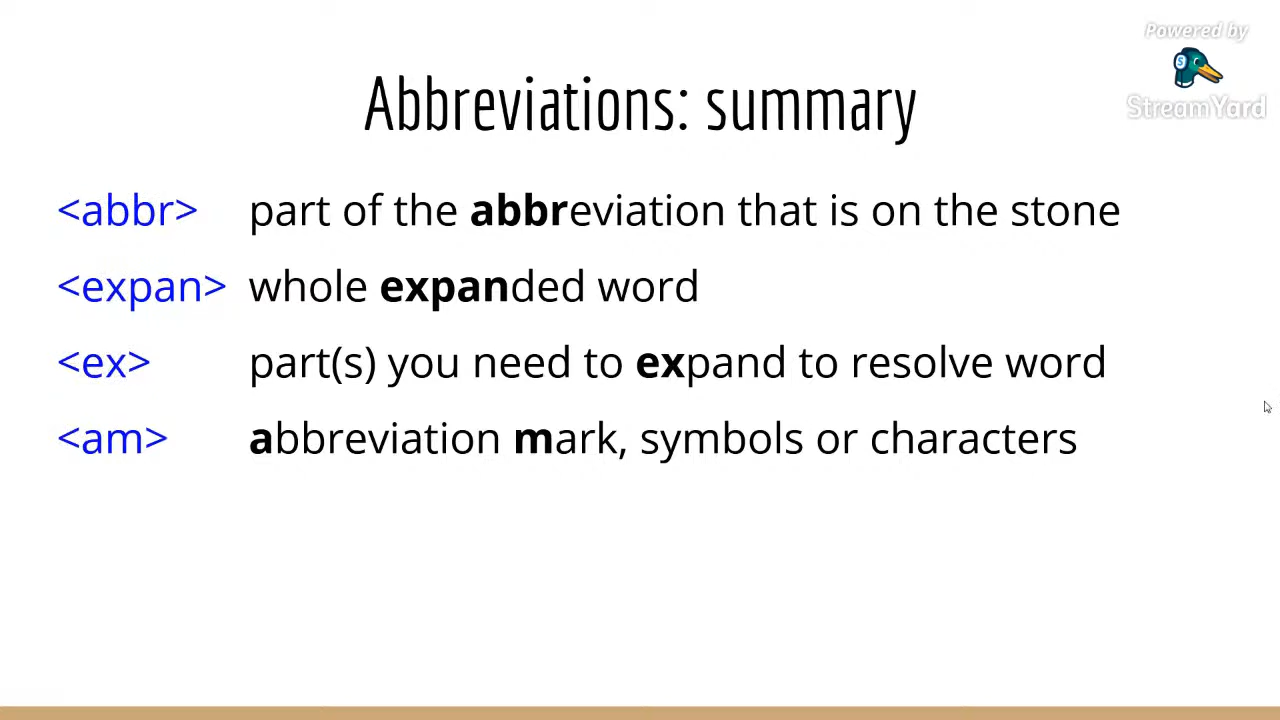 Powered by
StreamYard
Abbreviations: summary
<abbr> part of the abbreviation that is on the stone
<expan> whole expanded word
<ex> part(s) you need to expand to resolve word
<am> abbreviation mark, symbols or characters